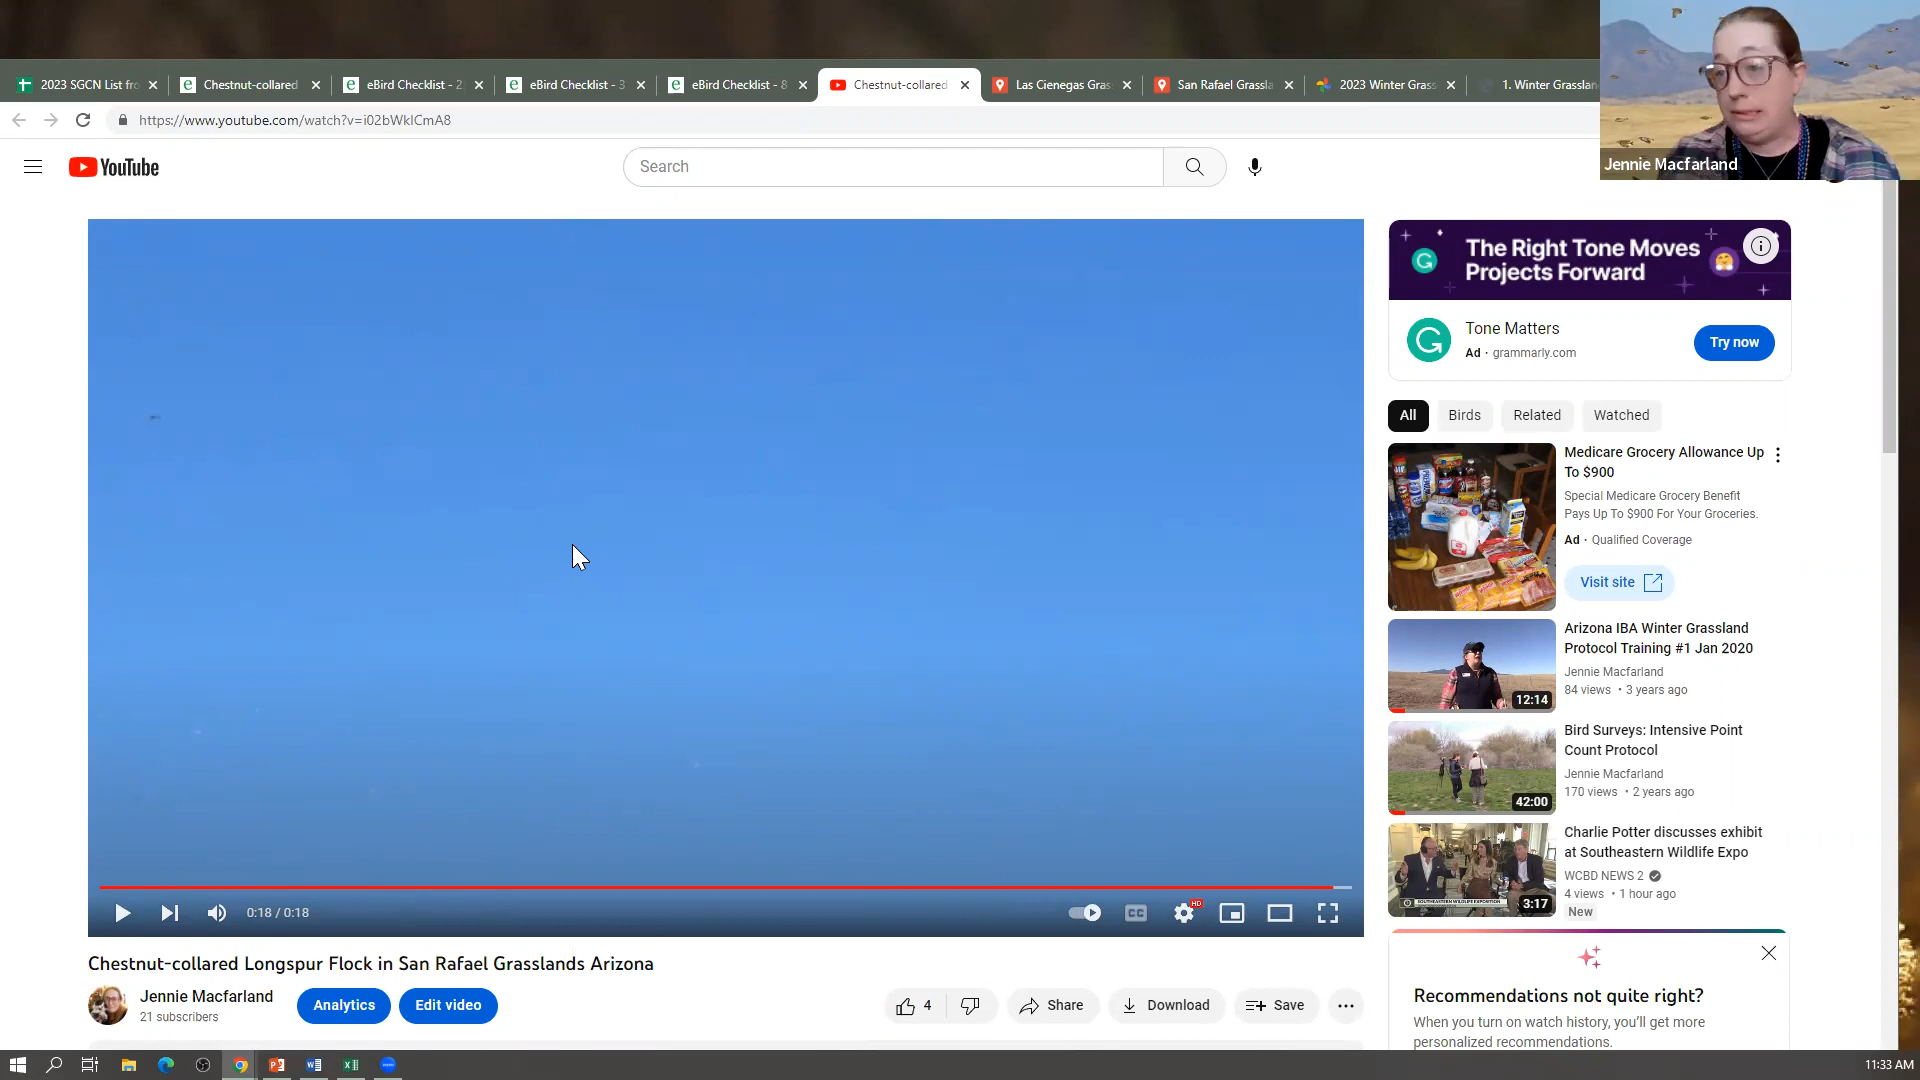 2023 SGCN List fro
Chestnut-collared
eBird Checklist - 2
eBird Checklist - 3
eBird Checklist - 8
Chestnut-collared
Las Cienegas Gras
San Rafael Grassla
2023 Winter Grass
1. Winter Grasslan
https://www.youtube.com/watch?v=i02bWklCmA8
Jennie Macfarland
YouTube
Search
The Right Tone Moves
Projects Forward
Tone Matters
Ad · grammarly.com
Try now
All
Birds
Related
Watched
Medicare Grocery Allowance Up
To $900
Special Medicare Grocery Benefit
Pays Up To $900 For Your Groceries.
Ad · Qualified Coverage
Visit site
Arizona IBA Winter Grassland
Protocol Training #1 Jan 2020
Jennie Macfarland
84 views • 3 years ago
12:14
Bird Surveys: Intensive Point
Count Protocol
Jennie Macfarland
170 views • 2 years ago
42:00
Charlie Potter discusses exhibit
at Southeastern Wildlife Expo
WCBD NEWS 2
4 views • 1 hour ago
New
3:17
SOUTHEASTERN WILDLIFE EXPOSITION
0:18 / 0:18
CC
HD
Chestnut-collared Longspur Flock in San Rafael Grasslands Arizona
Jennie Macfarland
21 subscribers
Analytics
Edit video
4
Share
Download
Save
Recommendations not quite right?
When you turn on watch history, you'll get more
personalized recommendations.
11:33 AM